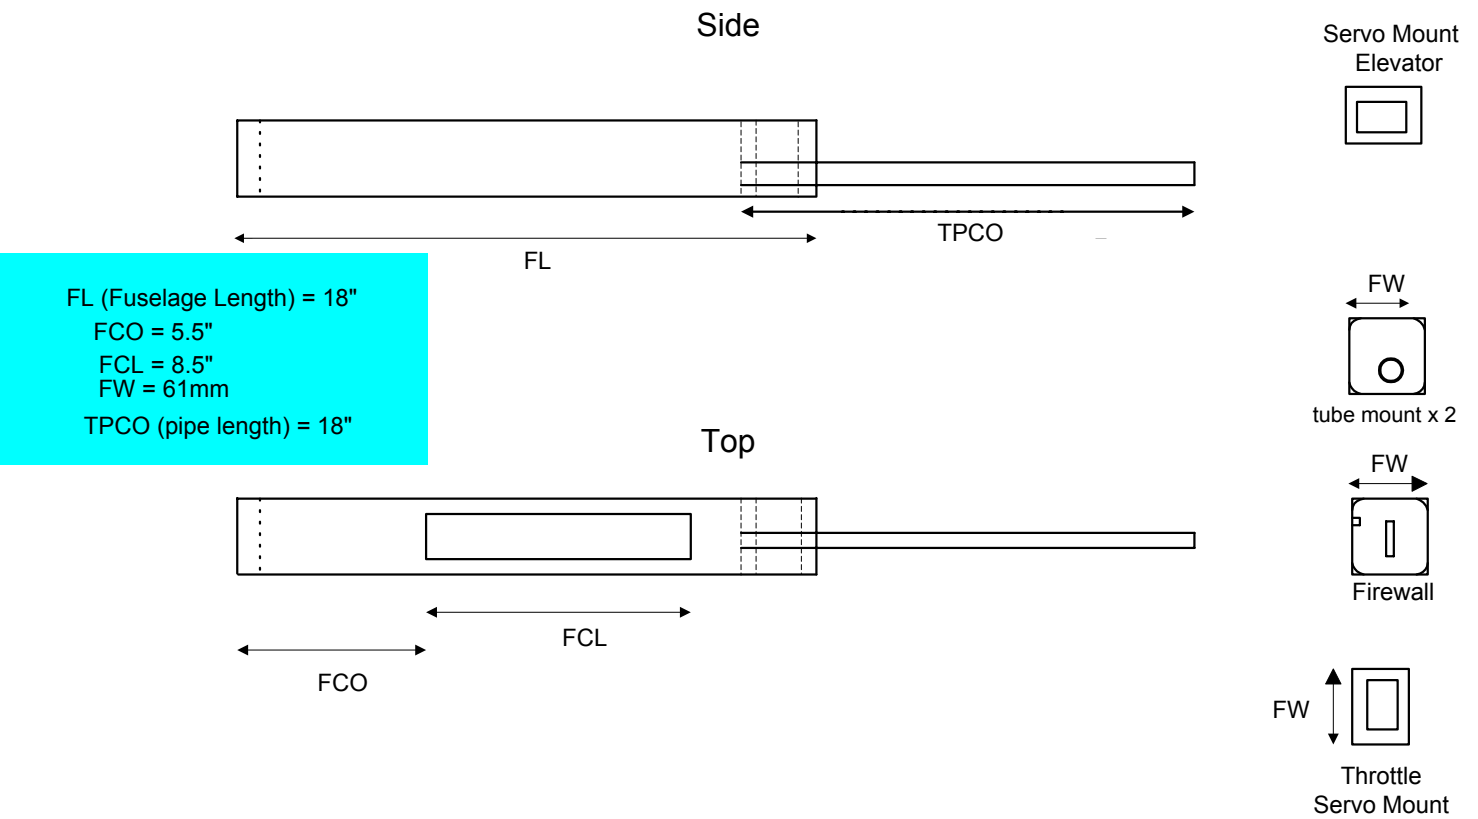 Side
Servo Mount
Elevator
TPCO
FL
FL (Fuselage Length) = 18"
FCO = 5.5"
FCL = 8.5"
FW = 61mm
TPCO (pipe length) = 18"
FW
tube mount x 2
Top
FW
Firewall
FCL
FCO
FW
Throttle
Servo Mount